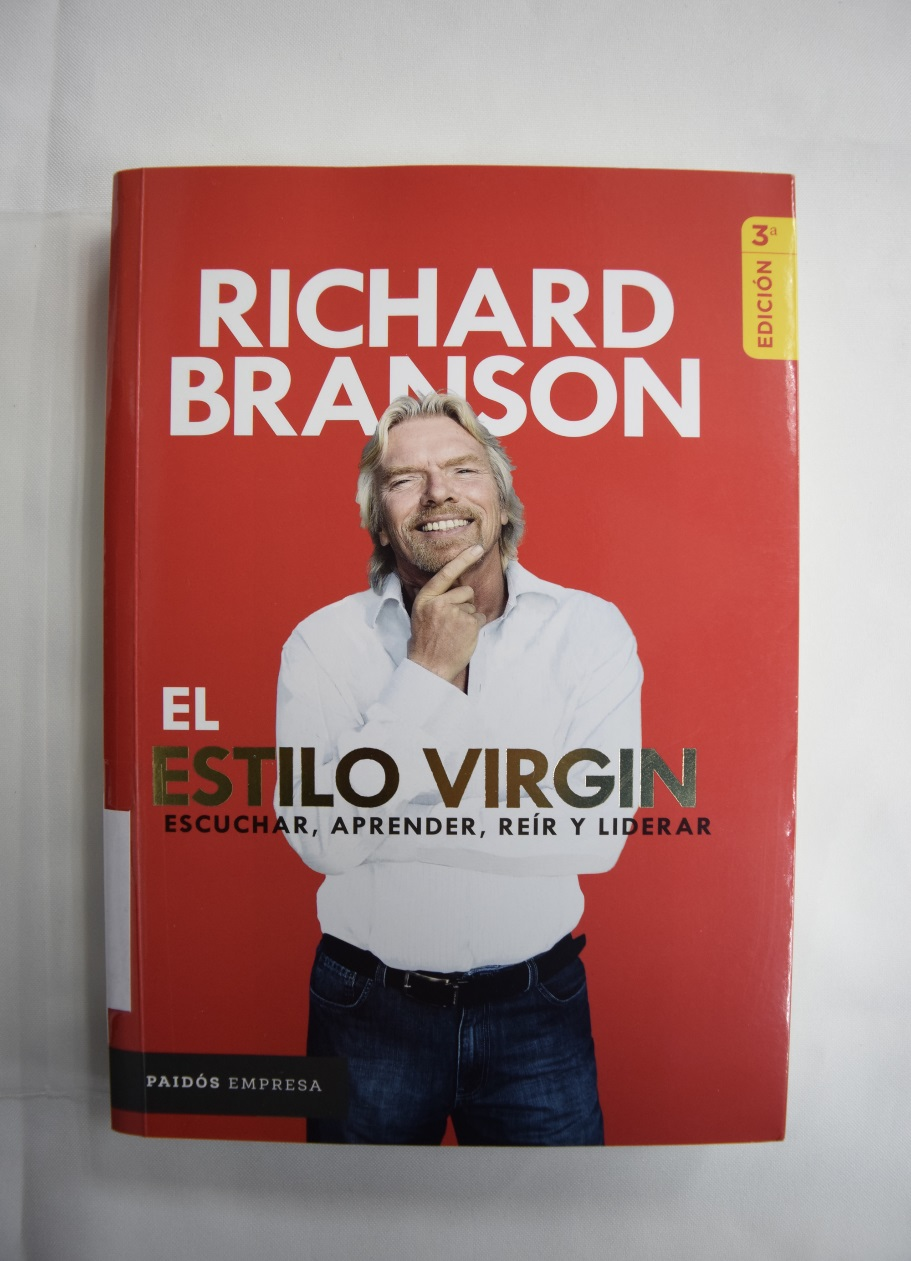 3ª
EDICIÓN
RICHARD
BRANSON
EL
ESTILO VIRGIN
ESCUCHAR, APRENDER, REÍR Y LIDERAR
PAIDÓS EMPRESA